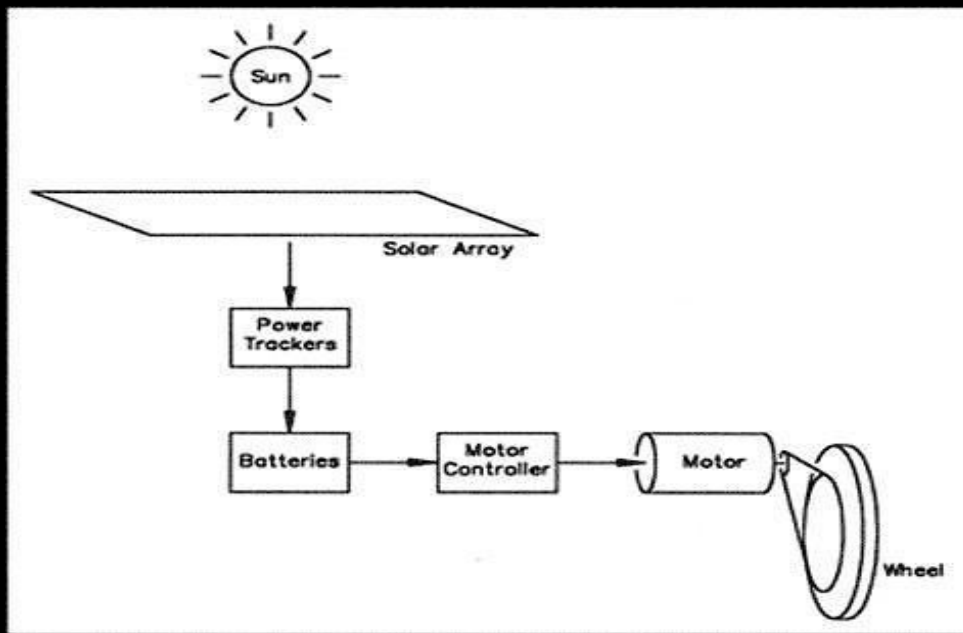 Sun
Solar Array
Power
Trackers
Batteries
Motor
Controller
Motor
Wheel